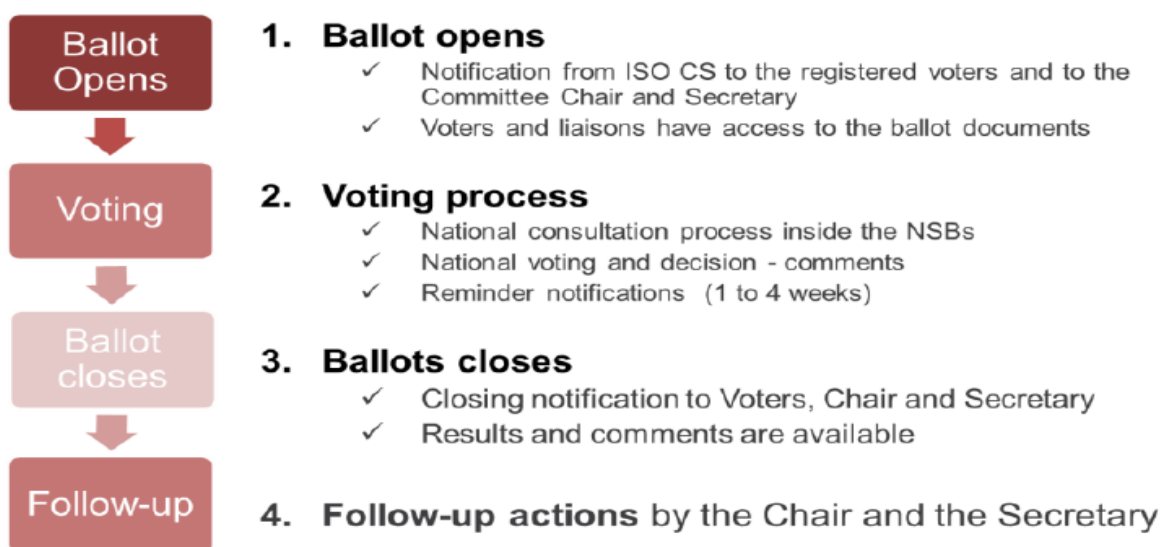 Ballot
Opens
1. Ballot opens
✓ Notification from ISO CS to the registered voters and to the
Committee Chair and Secretary
✓ Voters and liaisons have access to the ballot documents
Voting
2. Voting process
✓ National consultation process inside the NSBs
✓ National voting and decision - comments
✓ Reminder notifications (1 to 4 weeks)
Ballot
closes
3. Ballots closes
✓ Closing notification to Voters, Chair and Secretary
✓ Results and comments are available
Follow-up
4. Follow-up actions by the Chair and the Secretary